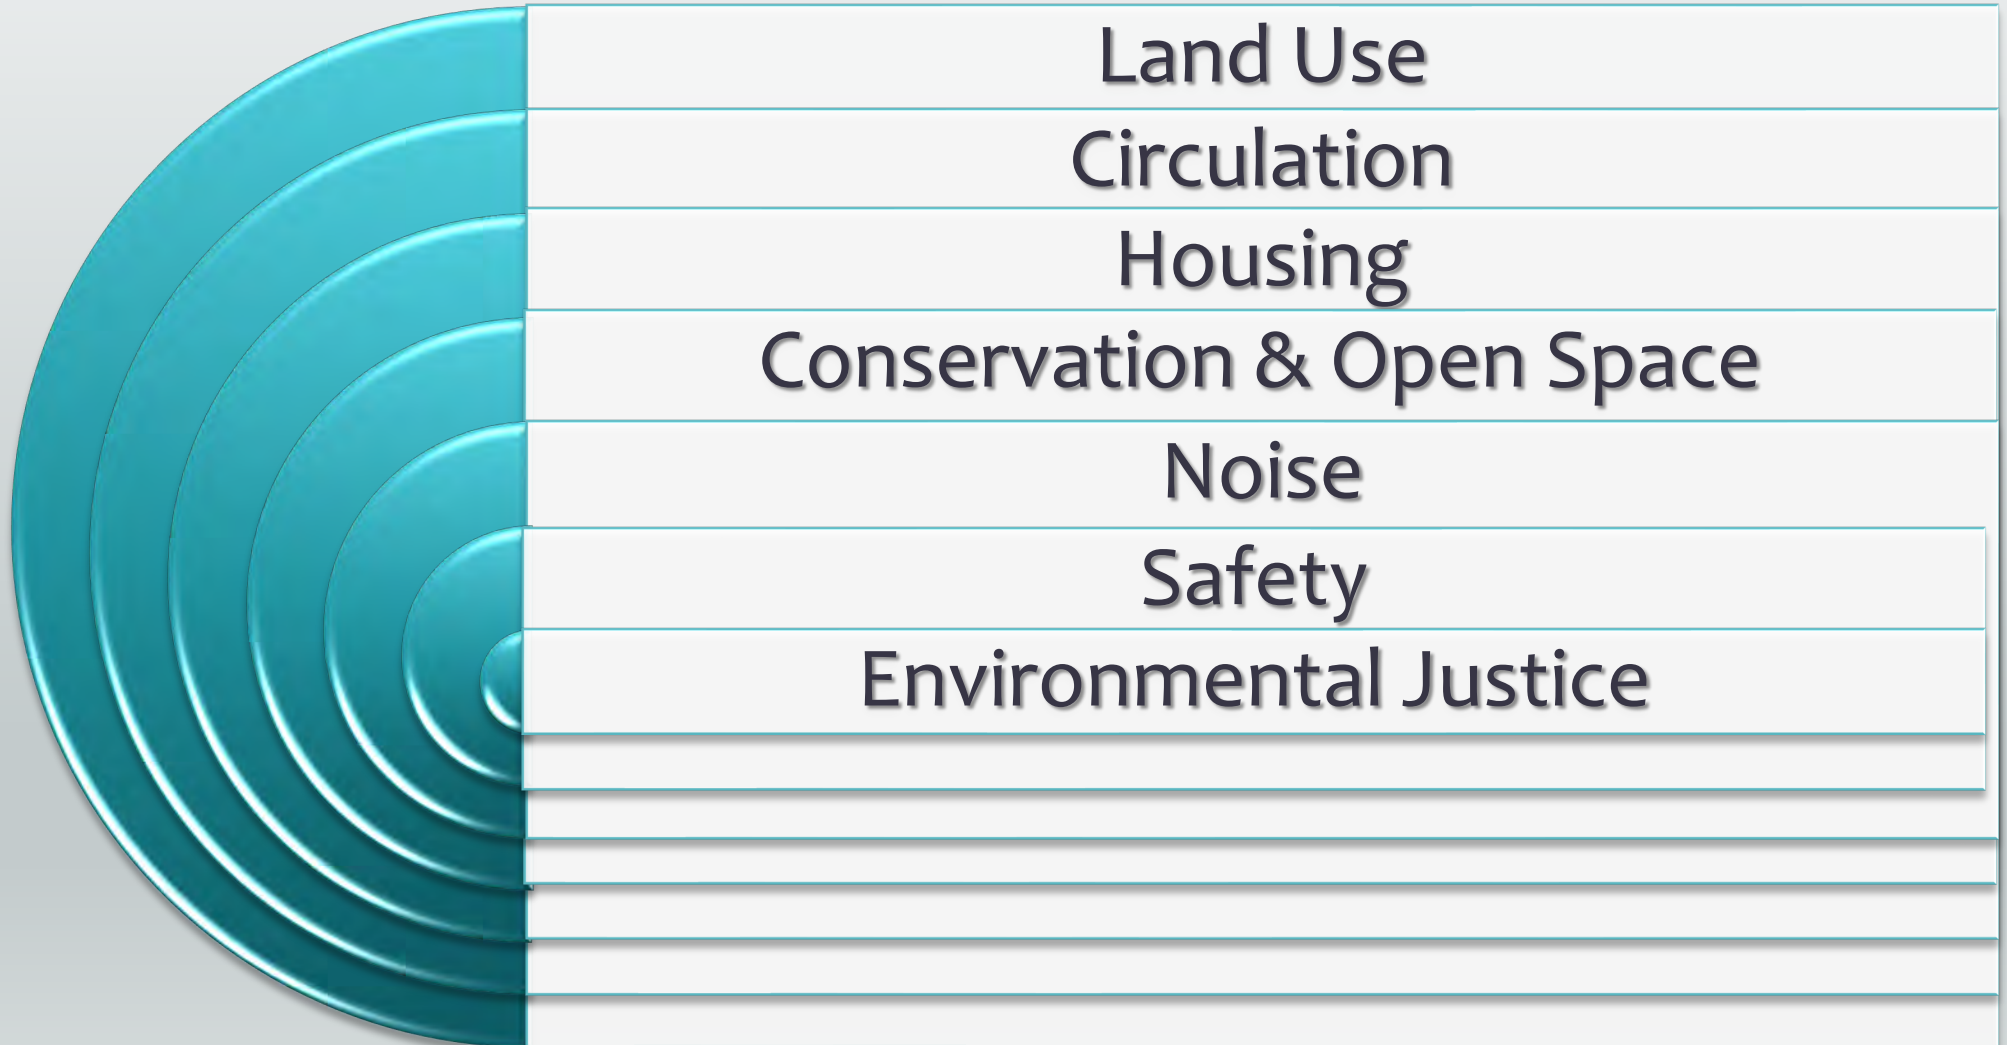 Land Use
Circulation
Housing
Conservation & Open Space
Noise
Safety
Environmental Justice